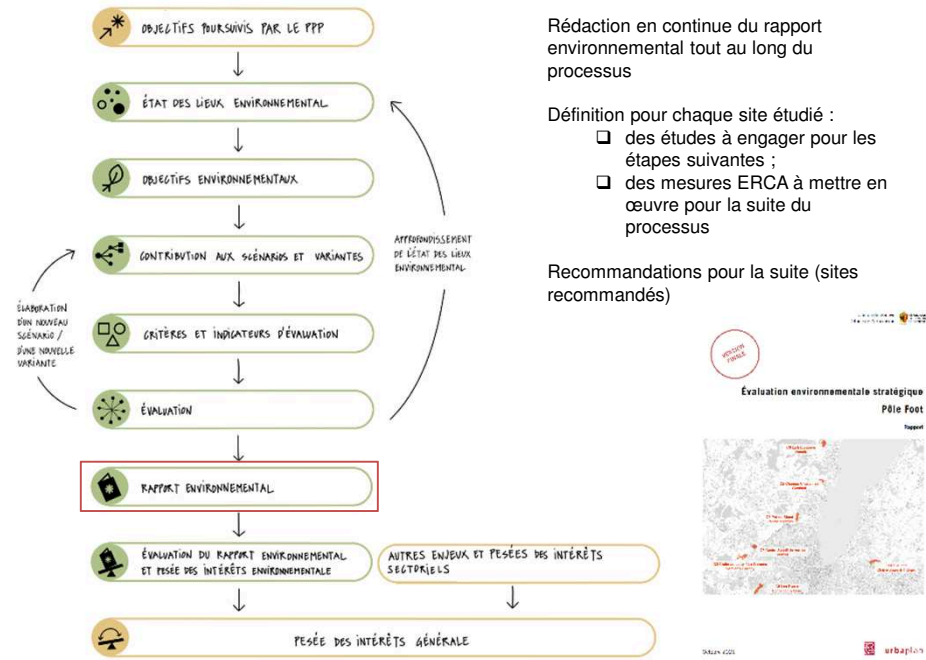 OBJECTIFS POURSUIVIS PAR LE PPP
ÉTAT DES LIEUX ENVIRONNEMENTAL
OBJECTIFS ENVIRONNEMENTAUX
CONTRIBUTION AUX SCÉNARIOS ET VARIANTES
CRITÈRES ET INDICATEURS D'ÉVALUATION
ÉVALUATION
RAPPORT ENVIRONNEMENTAL
ÉVALUATION DU RAPPORT ENVIRONNEMENTAL
ET PESÉE DES INTÉRÊTS ENVIRONNEMENTALE
AUTRES ENJEUX ET PESÉES DES INTÉRÊTS
SECTORIELS
PESÉE DES INTÉRÊTS GÉNÉRALE
ÉLABORATION
D'UN NOUVEAU
SCÉNARIO /
D'UNE NOUVELLE
VARIANTE
APPROFONDISSEMENT
DE L'ÉTAT DES LIEUX
ENVIRONNEMENTAL
Rédaction en continue du rapport
environnemental tout au long du
processus
Définition pour chaque site étudié :
des études à engager pour les
étapes suivantes ;
des mesures ERCA à mettre en
œuvre pour la suite du
processus
Recommandations pour la suite (sites
recommandés)
VERSION
FINALE
Évaluation environnementale stratégique
Pôle Foot
Rapport
urbaplan